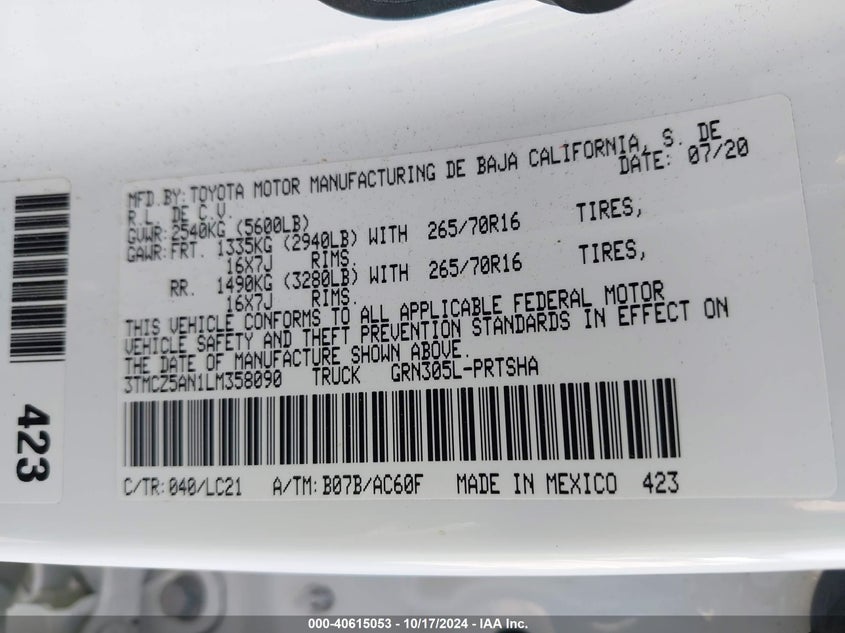 MFD.BY:TOYOTA MOTOR MANUFACTURING DE BAJA CALIFORNIA, S. DE
R.L. DE C.V. DATE: 07/20
GVWR:2540KG (5600LB)
GAWR:FRT. 1335KG (2940LB) WITH 265/70R16 TIRES,
16X7J RIMS.
RR. 1490KG (3280LB) WITH 265/70R16 TIRES,
16X7J RIMS.
THIS VEHICLE CONFORMS TO ALL APPLICABLE FEDERAL MOTOR
VEHICLE SAFETY AND THEFT PREVENTION STANDARDS IN EFFECT ON
THE DATE OF MANUFACTURE SHOWN ABOVE.
3TMCZ5AN1LM358090 TRUCK GRN305L-PRTSHA
C/TR:040/LC21 A/TM:B07B/AC60F MADE IN MEXICO 423
423
000-40615053 - 10/17/2024 - IAA Inc.